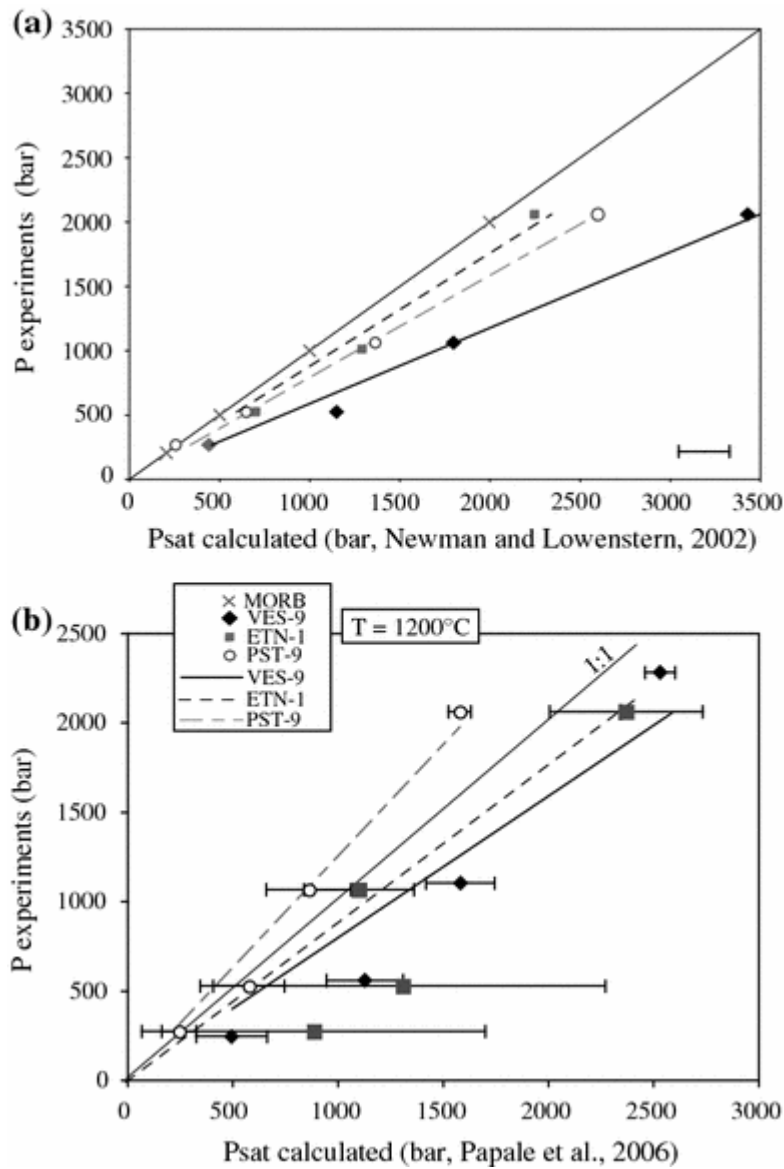 (a)
3500
3000
2500
2000
1500
1000
500
0
P experiments (bar)
0 500 1000 1500 2000 2500 3000 3500
Psat calculated (bar, Newman and Lowenstern, 2002)
(b)
MORB
VES-9
ETN-1
PST-9
VES-9
ETN-1
PST-9
T = 1200°C
1:1
2500
2000
1500
1000
500
0
P experiments (bar)
0 500 1000 1500 2000 2500 3000
Psat calculated (bar, Papale et al., 2006)